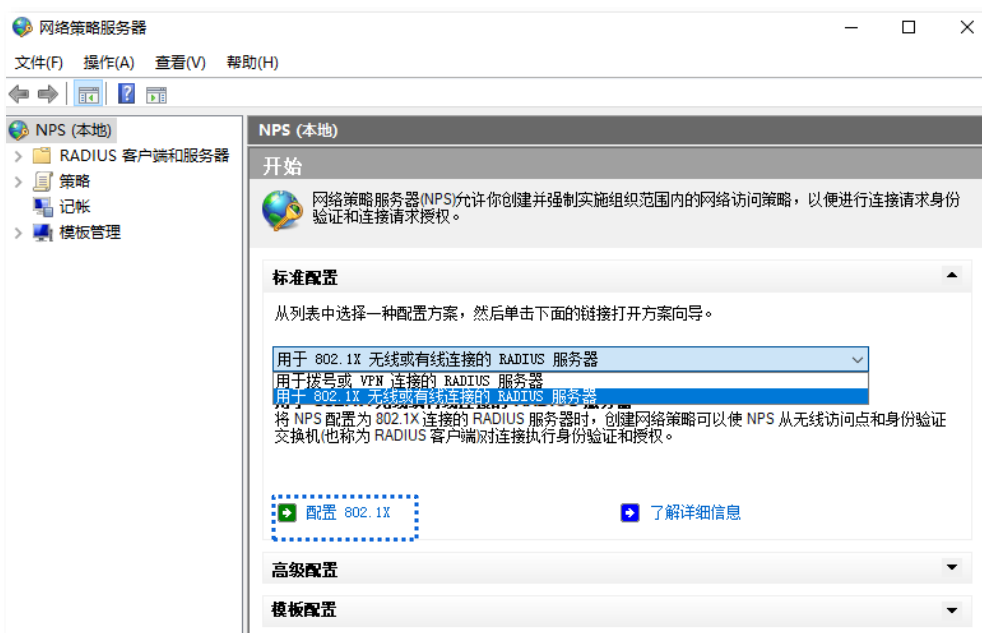 网络策略服务器
文件(F) 操作(A) 查看(V) 帮助(H)
NPS (本地)
RADIUS 客户端和服务器
策略
记帐
模板管理
NPS (本地)
开始
网络策略服务器(NPS)允许你创建并强制实施组织范围内的网络访问策略，以便进行连接请求身份
验证和连接请求授权。
标准配置
从列表中选择一种配置方案，然后单击下面的链接打开方案向导。
用于 802.1X 无线或有线连接的 RADIUS 服务器
用于拨号或 VPN 连接的 RADIUS 服务器
用于 802.1X 无线或有线连接的 RADIUS 服务器
将 NPS 配置为 802.1X 连接的 RADIUS 服务器时，创建网络策略可以使 NPS 从无线访问点和身份验证
交换机(也称为 RADIUS 客户端)对连接执行身份验证和授权。
配置 802.1X
了解详细信息
高级配置
模板配置